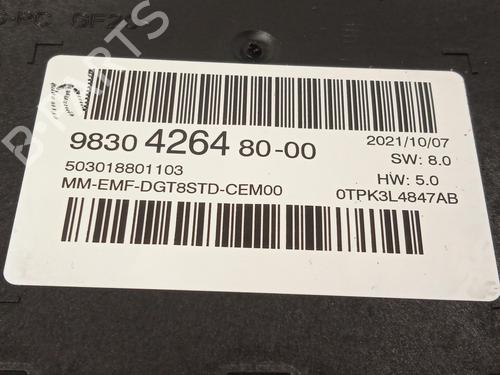 9830 4264 80-00
2021/10/07
SW: 8.0
503018801103
HW: 5.0
MM-EMF-DGT8STD-CEM00
0TPK3L4847AB
B-PARTS